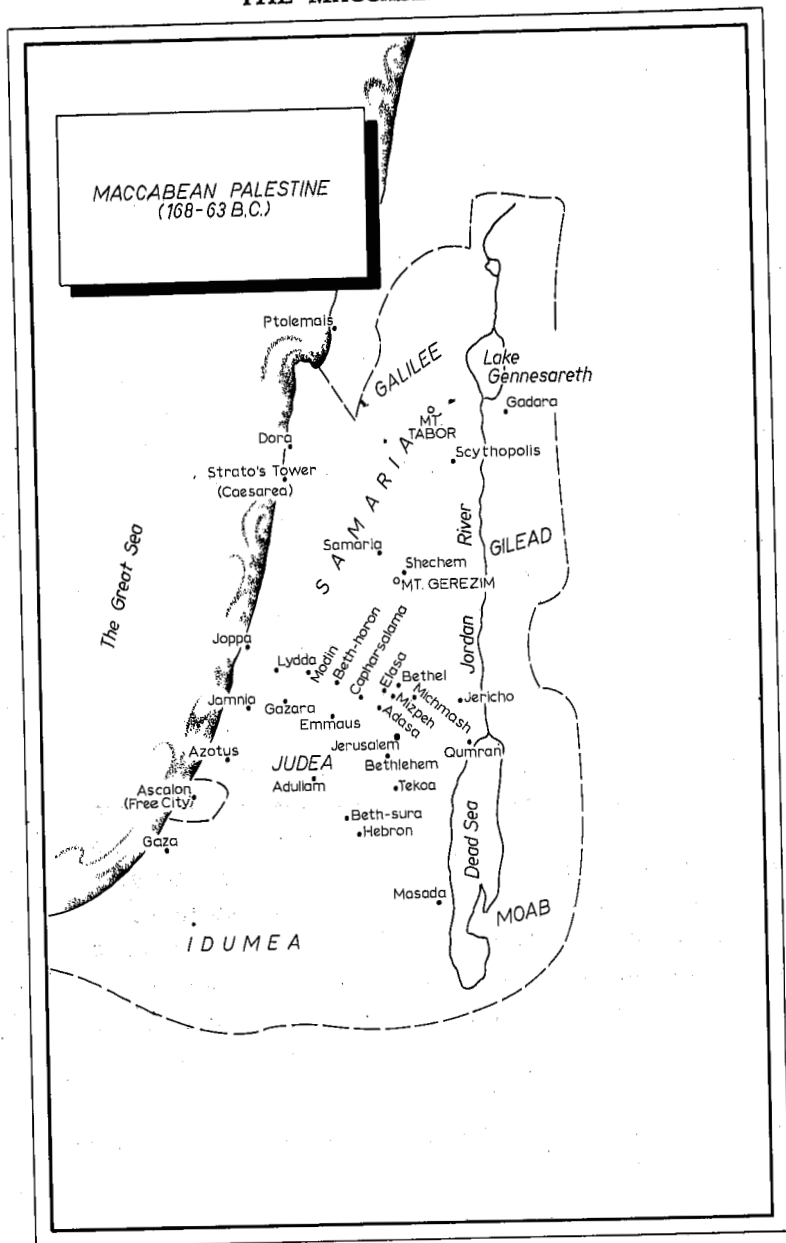 MACCABEAN PALESTINE
(168-63 B.C.)
Ptolemais
GALILEE
Lake
Gennesareth
Gadara
MT.
TABOR
Dora
Scythopolis
Strato's Tower
(Caesarea)
SAMARIA
The Great Sea
River
Jordan
GILEAD
Samaria
Shechem
MT. GEREZIM
Joppa
Lydda
Modin
Beth-horon
Capharsalama
Elasa
Bethel
Mizpeh
Michmash
Jericho
Jamnia
Gazara
Emmaus
Adasa
Jerusalem
Qumran
Azotus
JUDEA
Bethlehem
Adullam
Tekoa
Ascalon
(Free City)
Beth-sura
Hebron
Gaza
Dead Sea
Masada
MOAB
IDUMEA